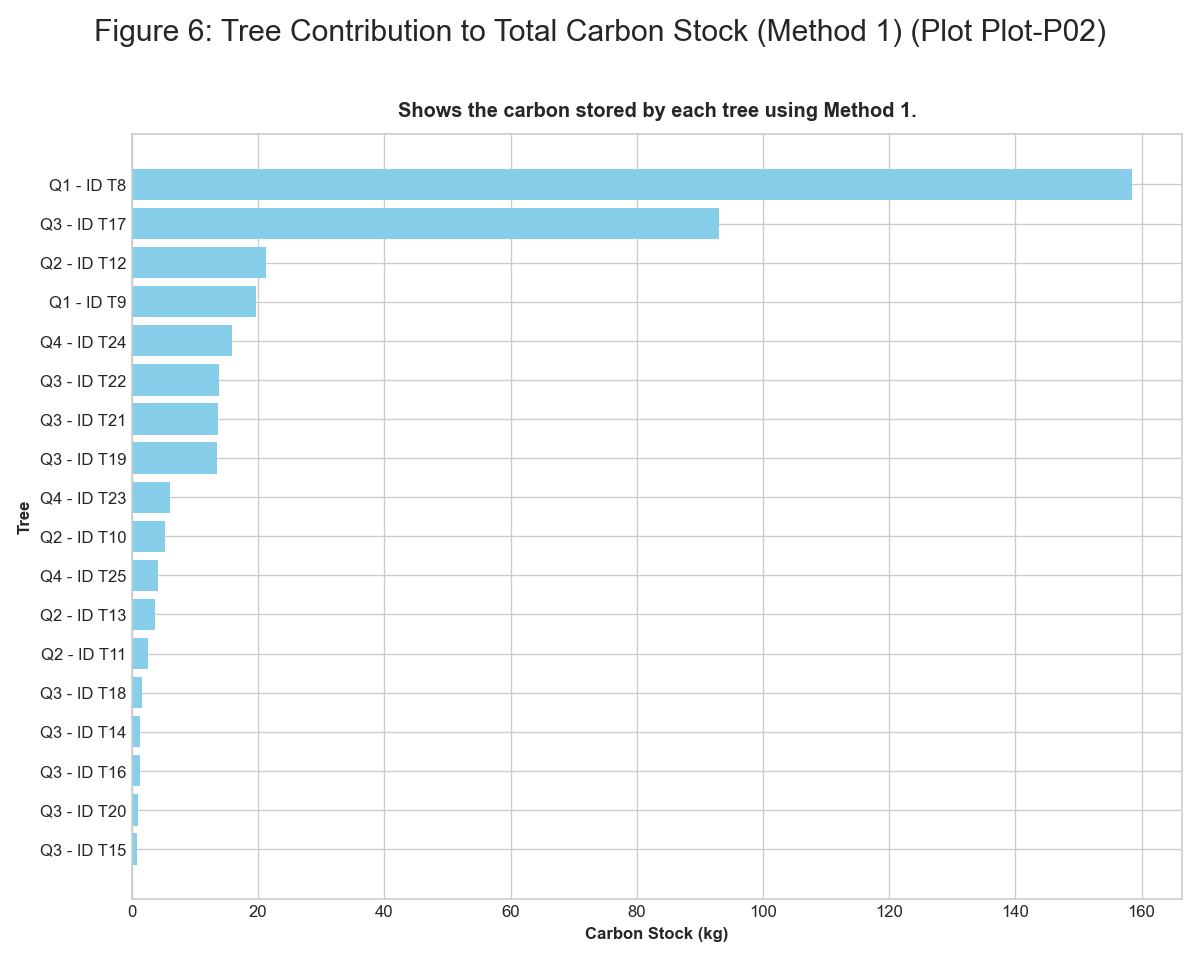 Figure 6: Tree Contribution to Total Carbon Stock (Method 1) (Plot Plot-P02)
Shows the carbon stored by each tree using Method 1.
Q1 - ID T8
Q3 - ID T17
Q2 - ID T12
Q1 - ID T9
Q4 - ID T24
Q3 - ID T22
Q3 - ID T21
Q3 - ID T19
Q4 - ID T23
Q2 - ID T10
Q4 - ID T25
Q2 - ID T13
Q2 - ID T11
Q3 - ID T18
Q3 - ID T14
Q3 - ID T16
Q3 - ID T20
Q3 - ID T15
Tree
0 20 40 60 80 100 120 140 160
Carbon Stock (kg)